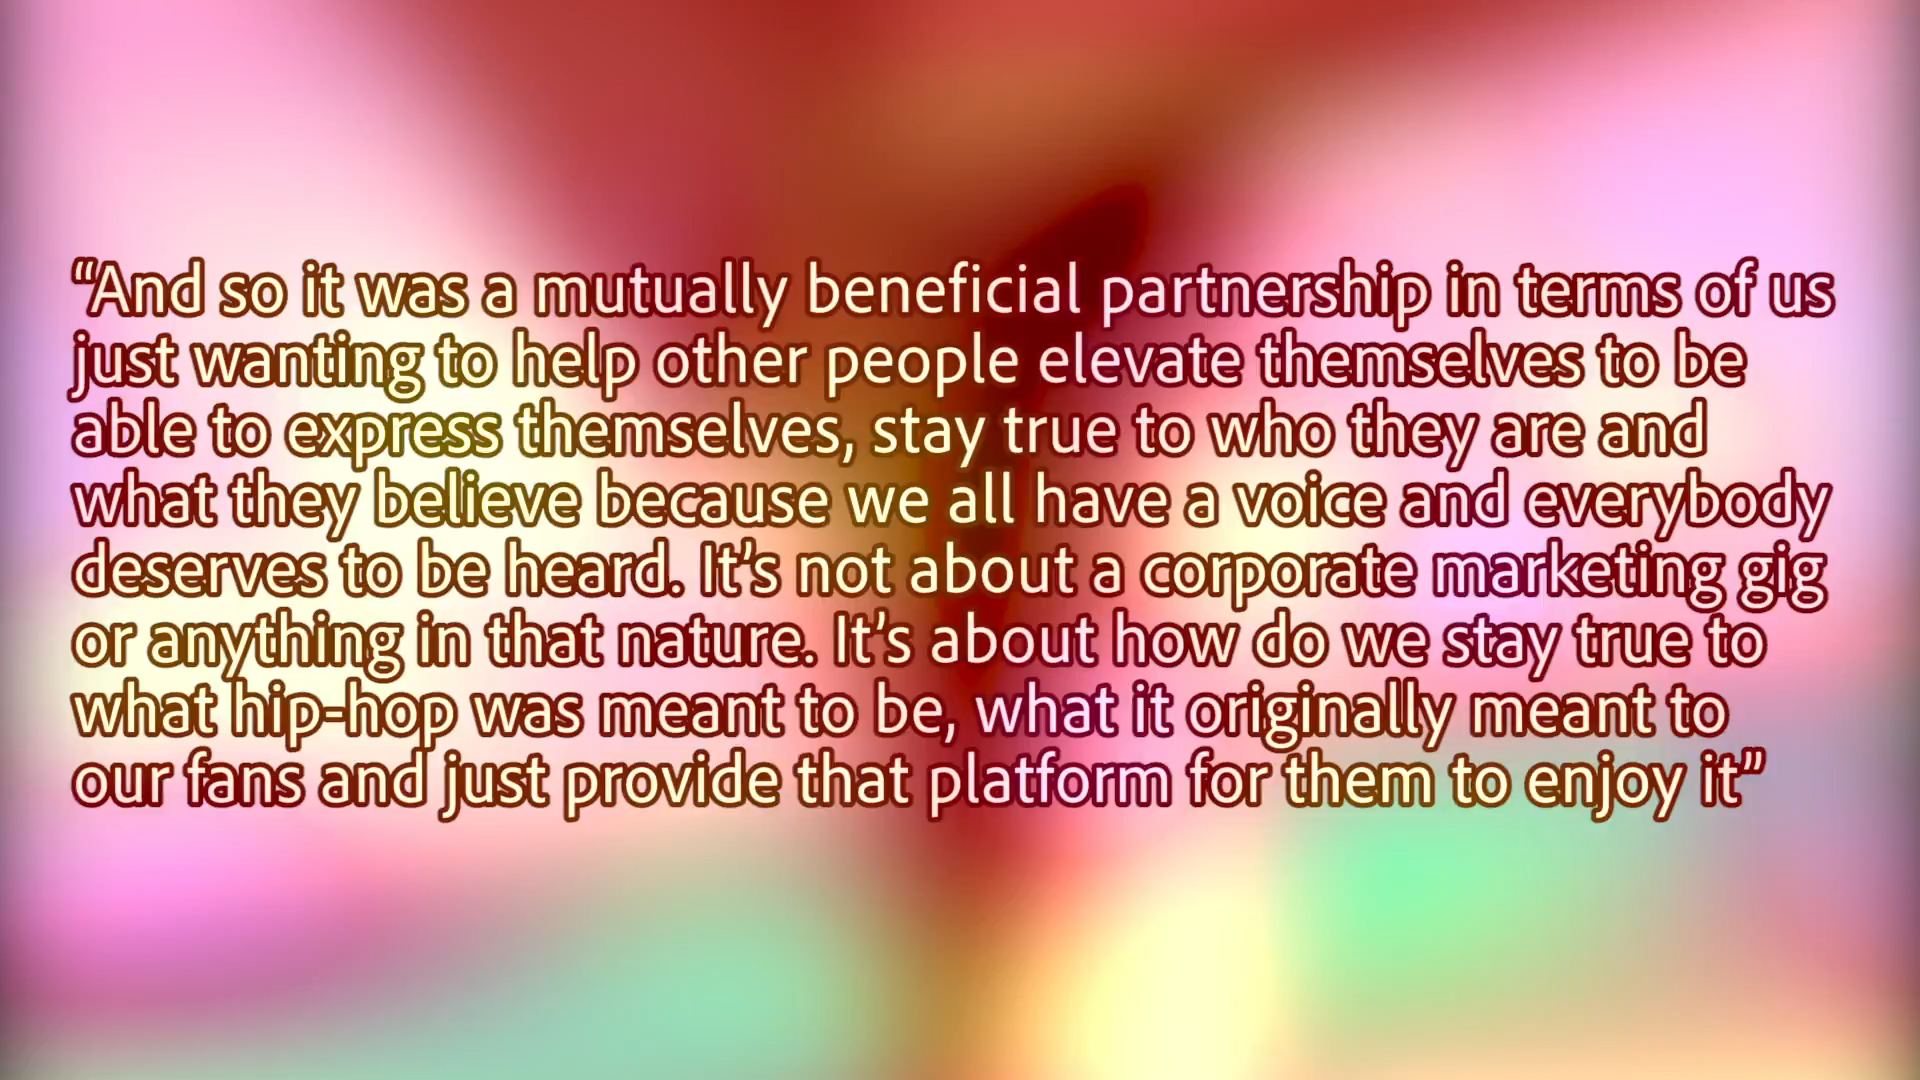 “And so it was a mutually beneficial partnership in terms of us
just wanting to help other people elevate themselves to be
able to express themselves, stay true to who they are and
what they believe because we all have a voice and everybody
deserves to be heard. It’s not about a corporate marketing gig
or anything in that nature. It’s about how do we stay true to
what hip-hop was meant to be, what it originally meant to
our fans and just provide that platform for them to enjoy it”